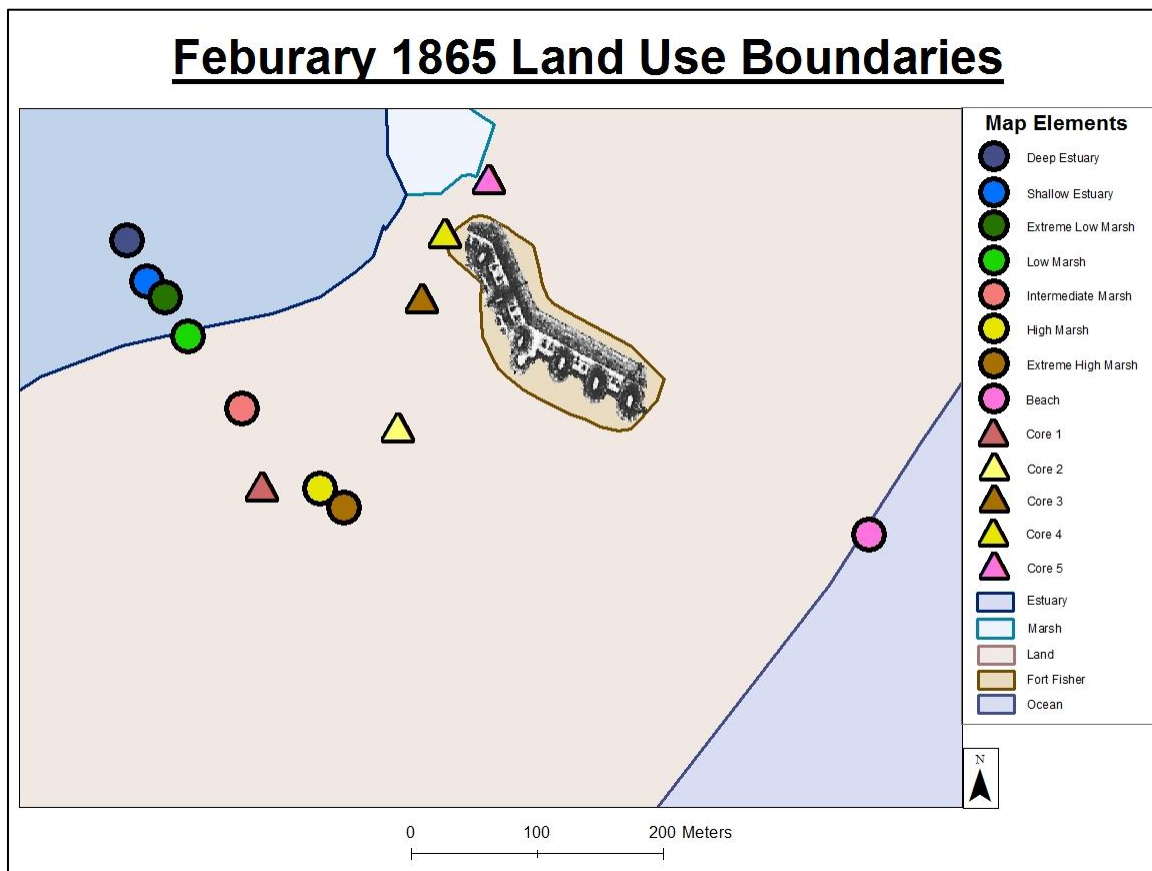 Feburary 1865 Land Use Boundaries
Map Elements
Deep Estuary
Shallow Estuary
Extreme Low Marsh
Low Marsh
Intermediate Marsh
High Marsh
Extreme High Marsh
Beach
Core 1
Core 2
Core 3
Core 4
Core 5
Estuary
Marsh
Land
Fort Fisher
Ocean
N
0 100 200 Meters